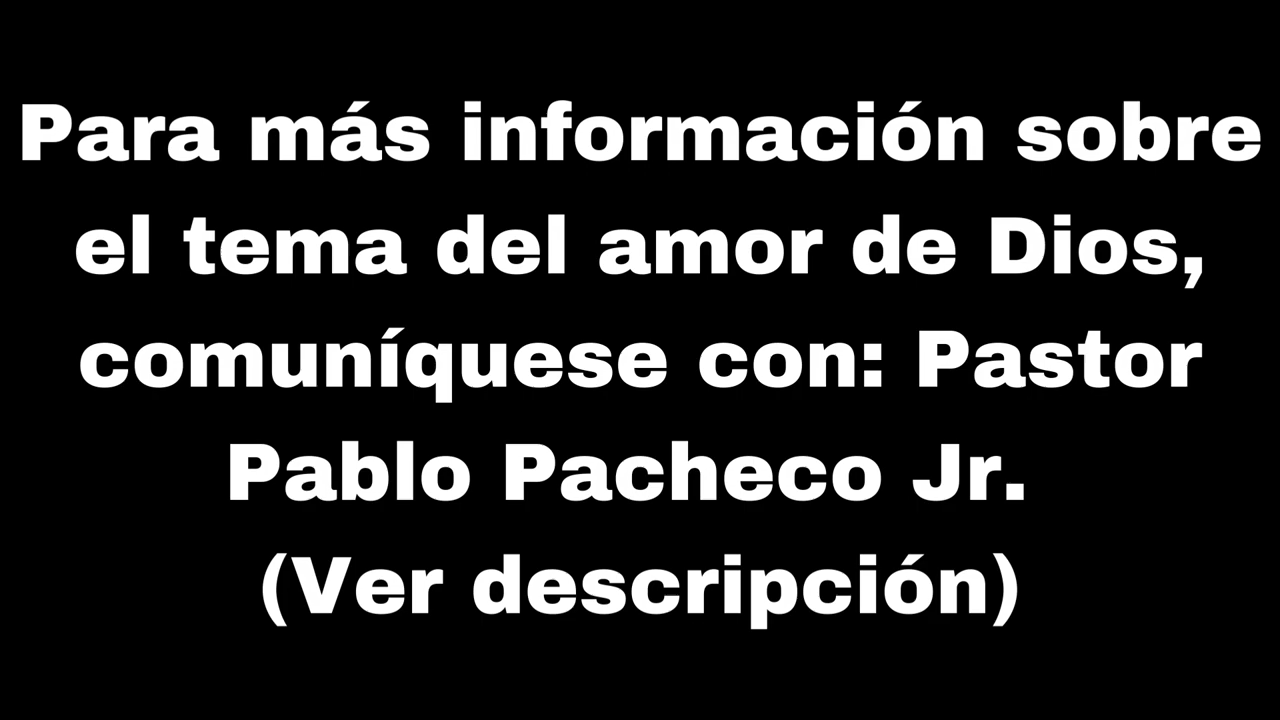 Para más información sobre
el tema del amor de Dios,
comuníquese con: Pastor
Pablo Pacheco Jr.
(Ver descripción)